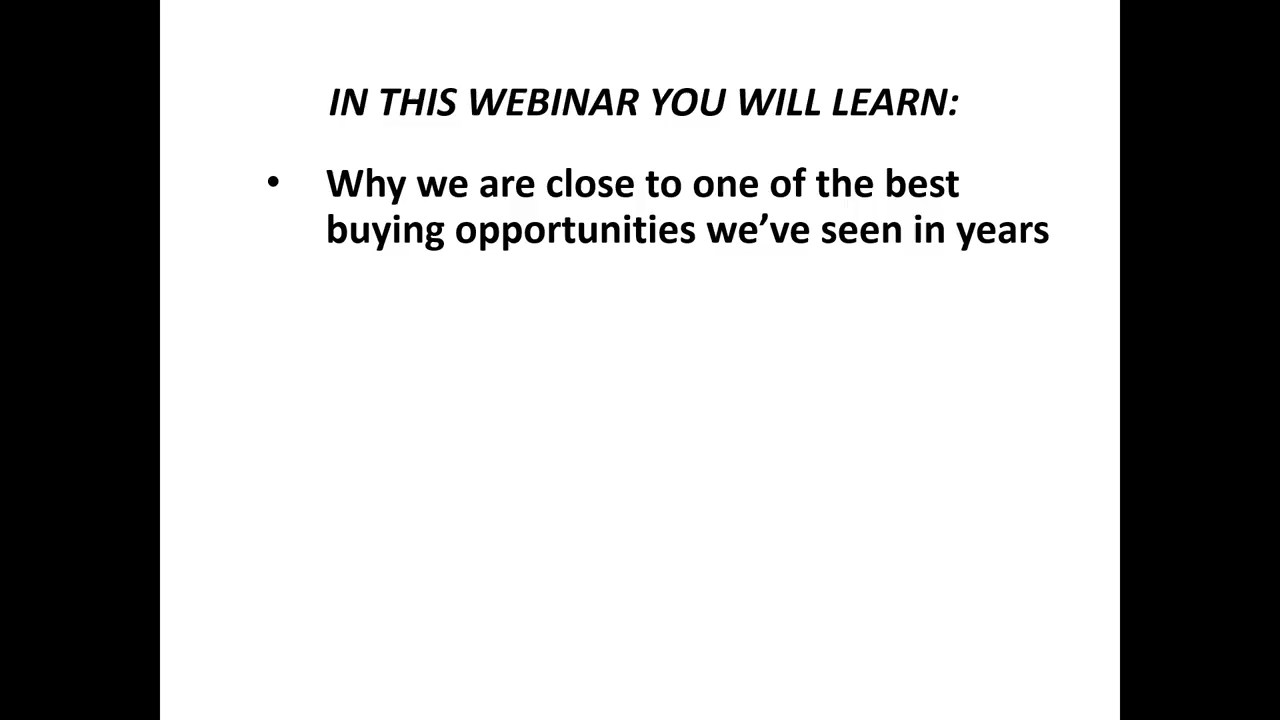 IN THIS WEBINAR YOU WILL LEARN:
• Why we are close to one of the best
buying opportunities we’ve seen in years